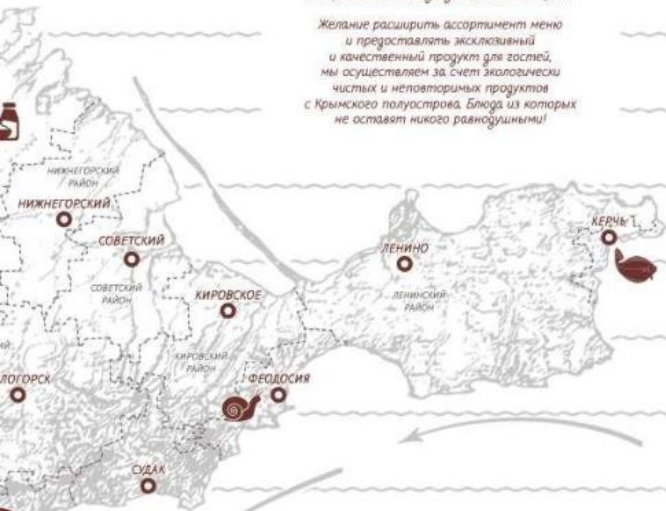 Желание расширить ассортимент меню
и предоставлять эксклюзивный
и качественный продукт для гостей,
мы осуществляем за счет экологически
чистых и неповторимых продуктов
с Крымского полуострова. Блюда из которых
не оставят никого равнодушными!
НИЖНЕГОРСКИЙ
РАЙОН
НИЖНЕГОРСКИЙ
СОВЕТСКИЙ
ЛЕНИНО
КЕРЧЬ
СОВЕТСКИЙ
РАЙОН
КИРОВСКОЕ
ЛЕНИНСКИЙ
РАЙОН
КИРОВСКИЙ
РАЙОН
ЛОГОРСК
ФЕОДОСИЯ
СУДАК